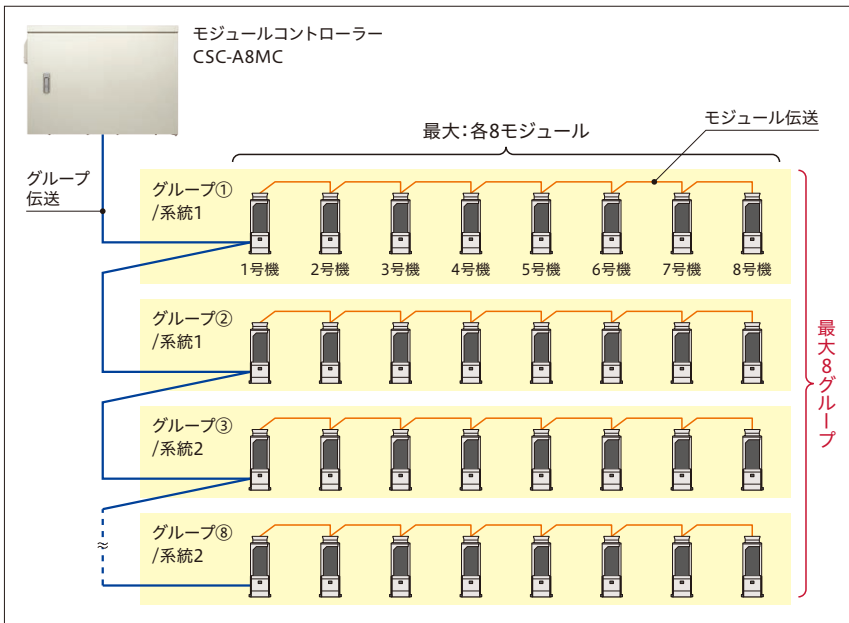 モジュールコントローラー
CSC-A8MC
最大：各8モジュール
モジュール伝送
グループ
伝送
グループ①
/系統1
1号機
2号機
3号機
4号機
5号機
6号機
7号機
8号機
グループ②
/系統1
グループ③
/系統2
グループ⑧
/系統2
最大8グループ